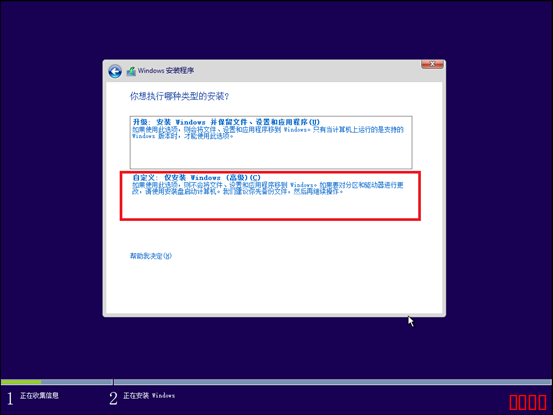 Windows 安装程序
你想执行哪种类型的安装?
升级: 安装 Windows 并保留文件、设置和应用程序(U)
如果使用此选项，则会将文件、设置和应用程序移到 Windows。只有当计算机上运行的是支持的
Windows 版本时，才能使用此选项。
自定义: 仅安装 Windows (高级)(C)
如果使用此选项，则不会将文件、设置和应用程序移到 Windows。如果要对分区和驱动器进行更
改，请使用安装盘启动计算机。我们建议你先备份文件，然后再继续操作。
帮助我决定(H)
1 正在收集信息
2 正在安装 Windows